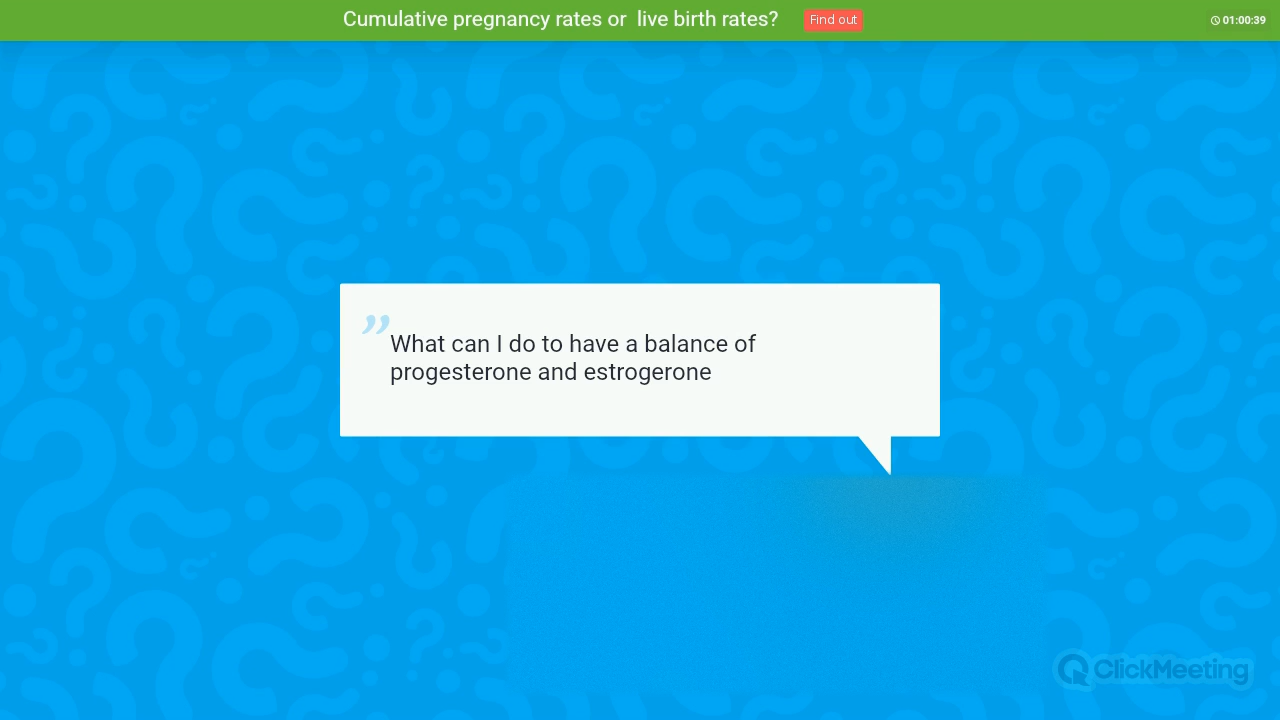 Cumulative pregnancy rates or  live birth rates?
Find out
01:00:39
What can I do to have a balance of
progesterone and estrogerone
ClickMeeting